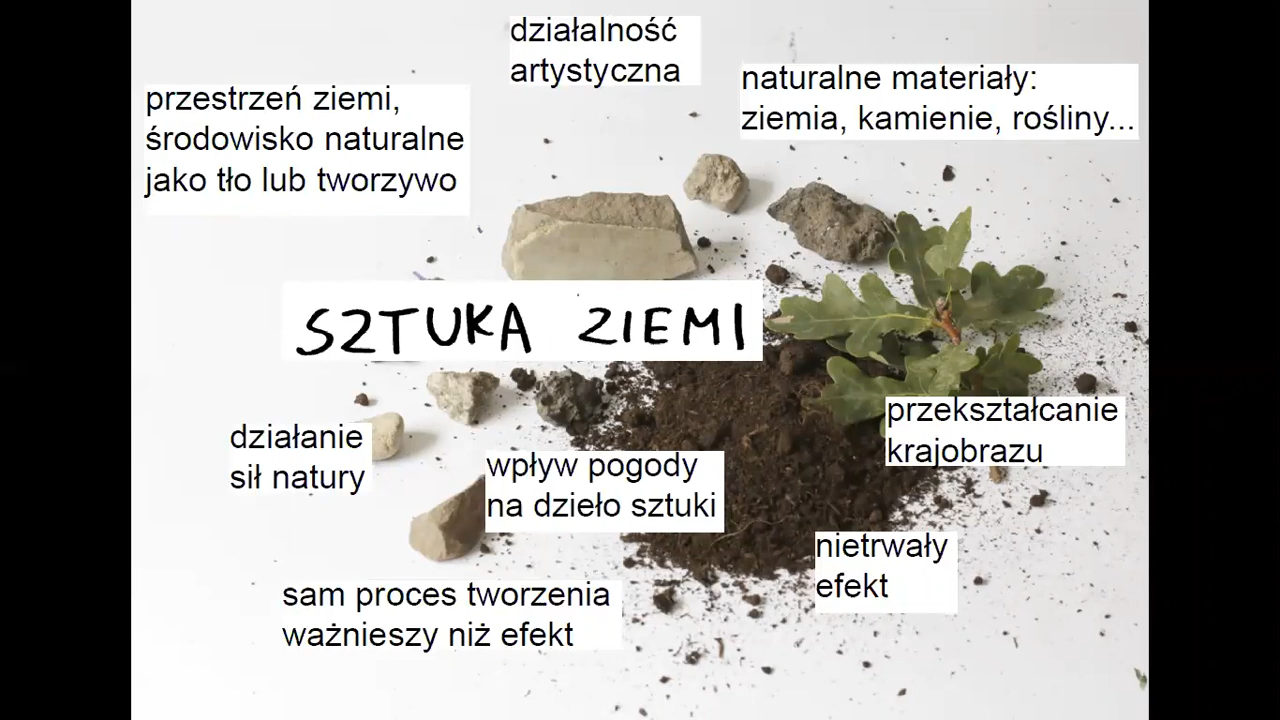 działalność
artystyczna
naturalne materiały:
ziemia, kamienie, rośliny...
przestrzeń ziemi,
środowisko naturalne
jako tło lub tworzywo
SZTUKA ZIEMI
działanie
sił natury
wpływ pogody
na dzieło sztuki
przekształcanie
krajobrazu
nietrwały
efekt
sam proces tworzenia
ważnieszy niż efekt